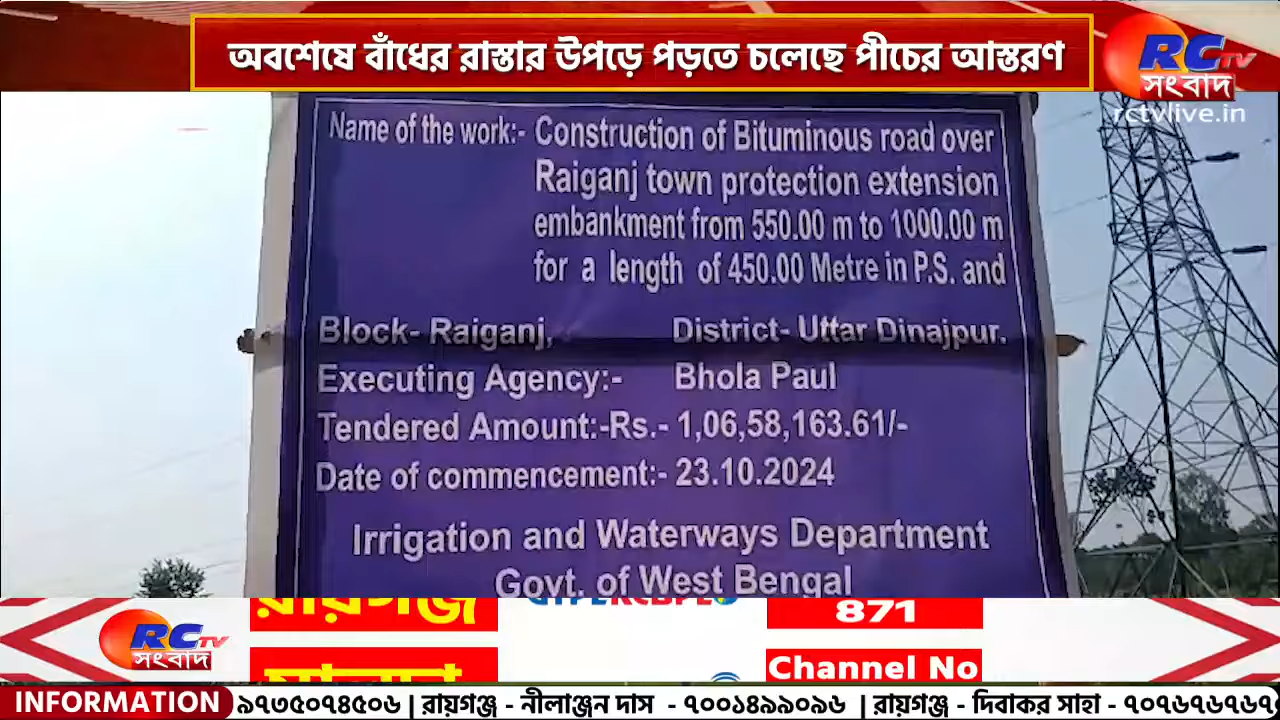 অবশেষে বাঁধের রাস্তার উপড়ে পড়তে চলেছে পীচের আস্তরণ
RCTV
সংবাদ
rctvlive.in
Name of the work:- Construction of Bituminous road over
Raiganj town protection extension
embankment from 550.00 m to 1000.00 m
for a length of 450.00 Metre in P.S. and
Block- Raiganj, District- Uttar Dinajpur.
Executing Agency:- Bhola Paul
Tendered Amount:-Rs.- 1,06,58,163.61/-
Date of commencement:- 23.10.2024
Irrigation and Waterways Department
Govt. of West Bengal
রায়গঞ্জ
871
RCTV
সংবাদ
Channel No
INFORMATION ৯৭৩৫০৭৪৫০৬ | রায়গঞ্জ - নীলাঞ্জন দাস - ৭০০১৪৯৯০৯৬ | রায়গঞ্জ - দিবাকর সাহা - ৭০৭৬৭৬৭৬৭